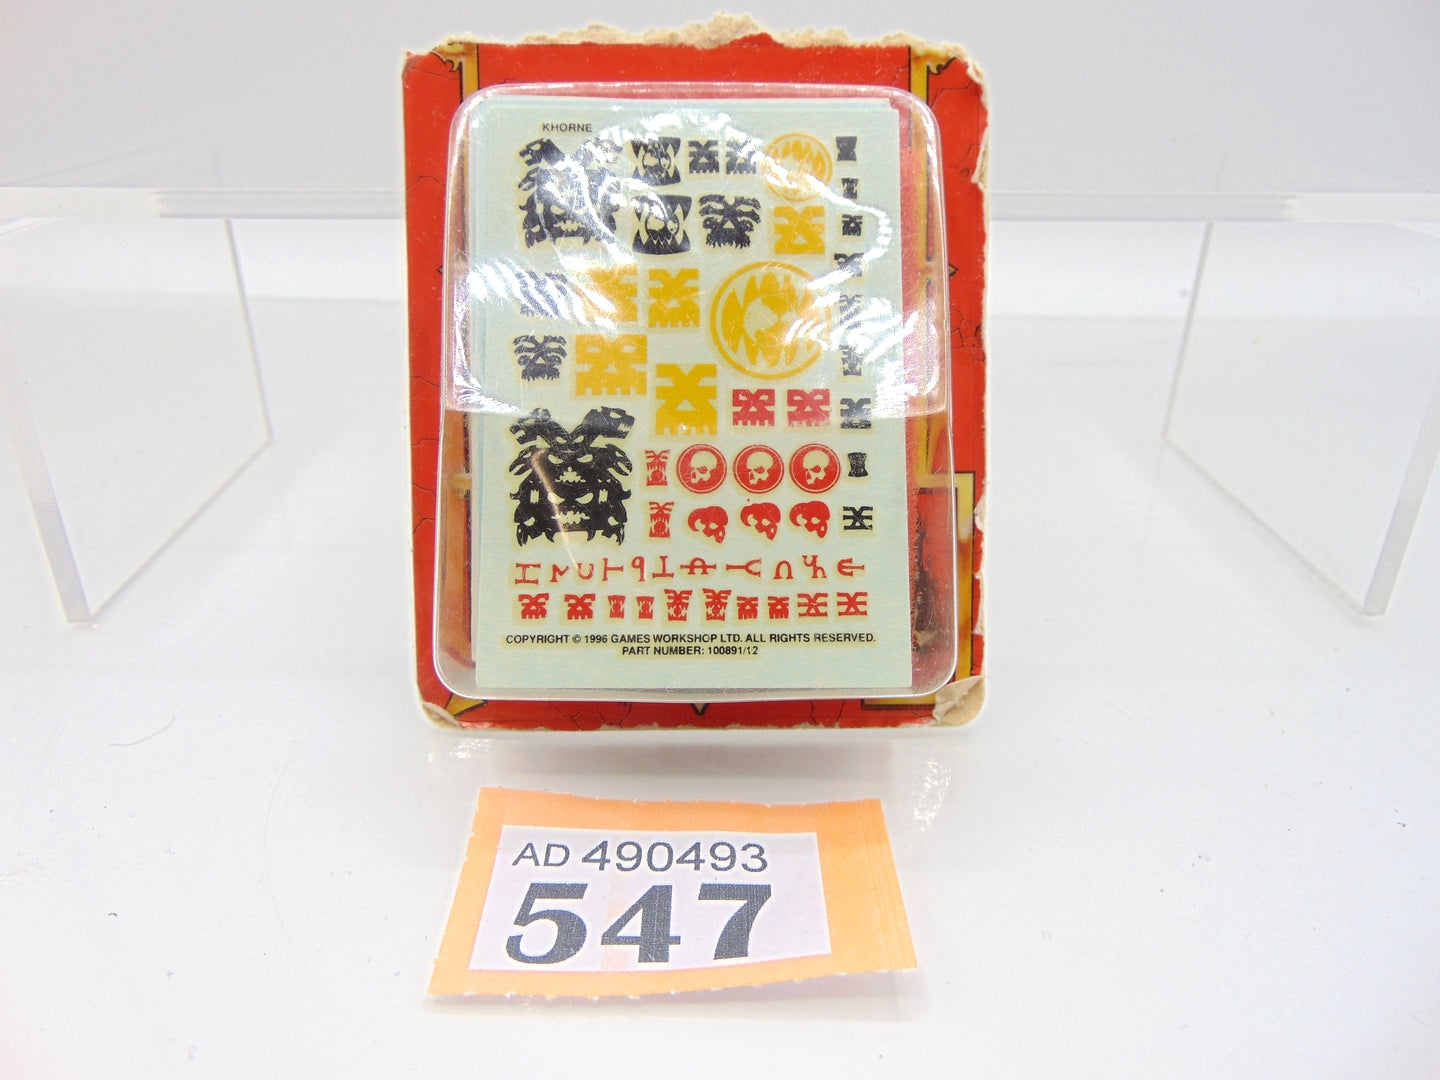 KHORNE
COPYRIGHT © 1996 GAMES WORKSHOP LTD. ALL RIGHTS RESERVED.
PART NUMBER: 100891/12
AD 490493
547